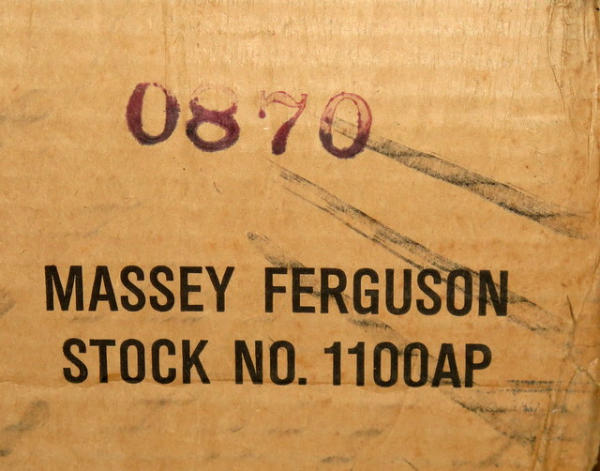 0870
MASSEY FERGUSON
STOCK NO. 1100AP